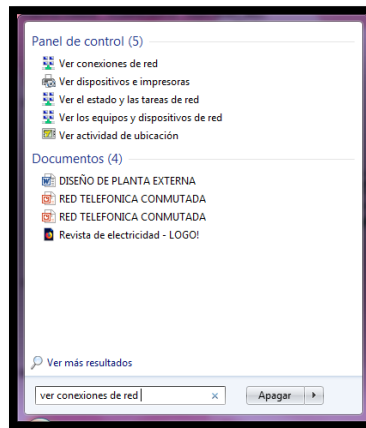 Panel de control (5)
Ver conexiones de red
Ver dispositivos e impresoras
Ver el estado y las tareas de red
Ver los equipos y dispositivos de red
Ver actividad de ubicación
Documentos (4)
DISEÑO DE PLANTA EXTERNA
RED TELEFONICA CONMUTADA
RED TELEFONICA CONMUTADA
Revista de electricidad - LOGO!
Ver más resultados
ver conexiones de red
Apagar